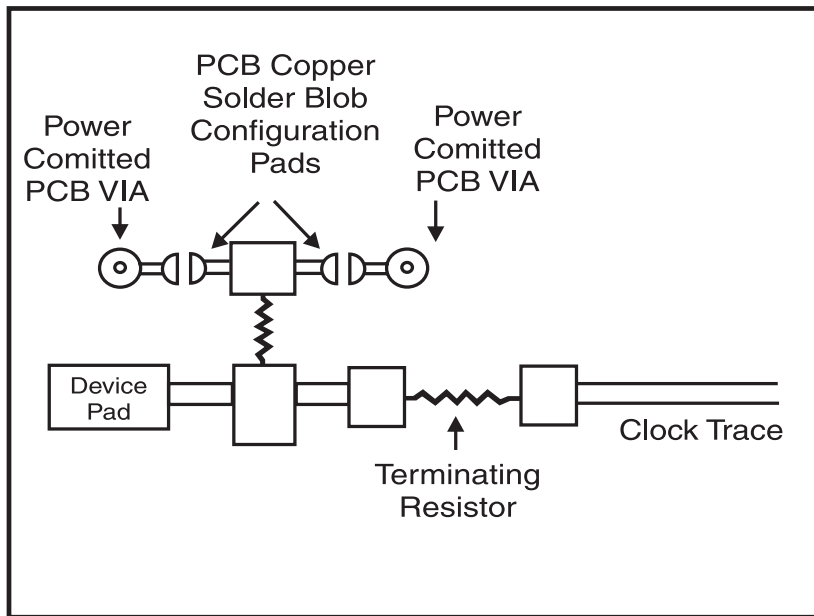 PCB Copper
Solder Blob
Configuration
Pads
Power
Comitted
PCB VIA
Power
Comitted
PCB VIA
Device
Pad
Clock Trace
Terminating
Resistor